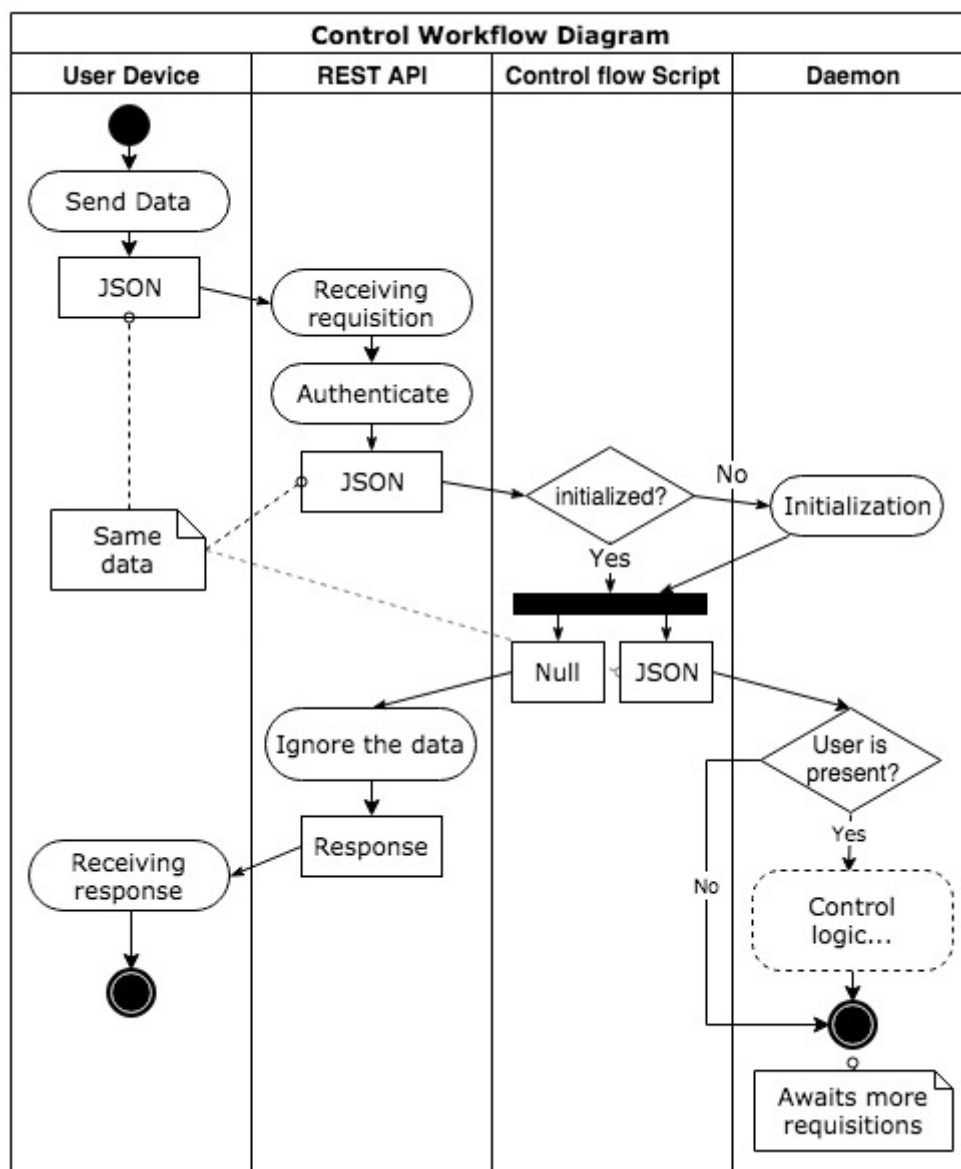 Control Workflow Diagram
User Device
REST API
Control flow Script
Daemon
Send Data
JSON
Receiving
requisition
Authenticate
JSON
initialized?
No
Initialization
Same
data
Yes
Null
JSON
Ignore the data
User is
present?
Response
Yes
Receiving
response
No
Control
logic...
Awaits more
requisitions